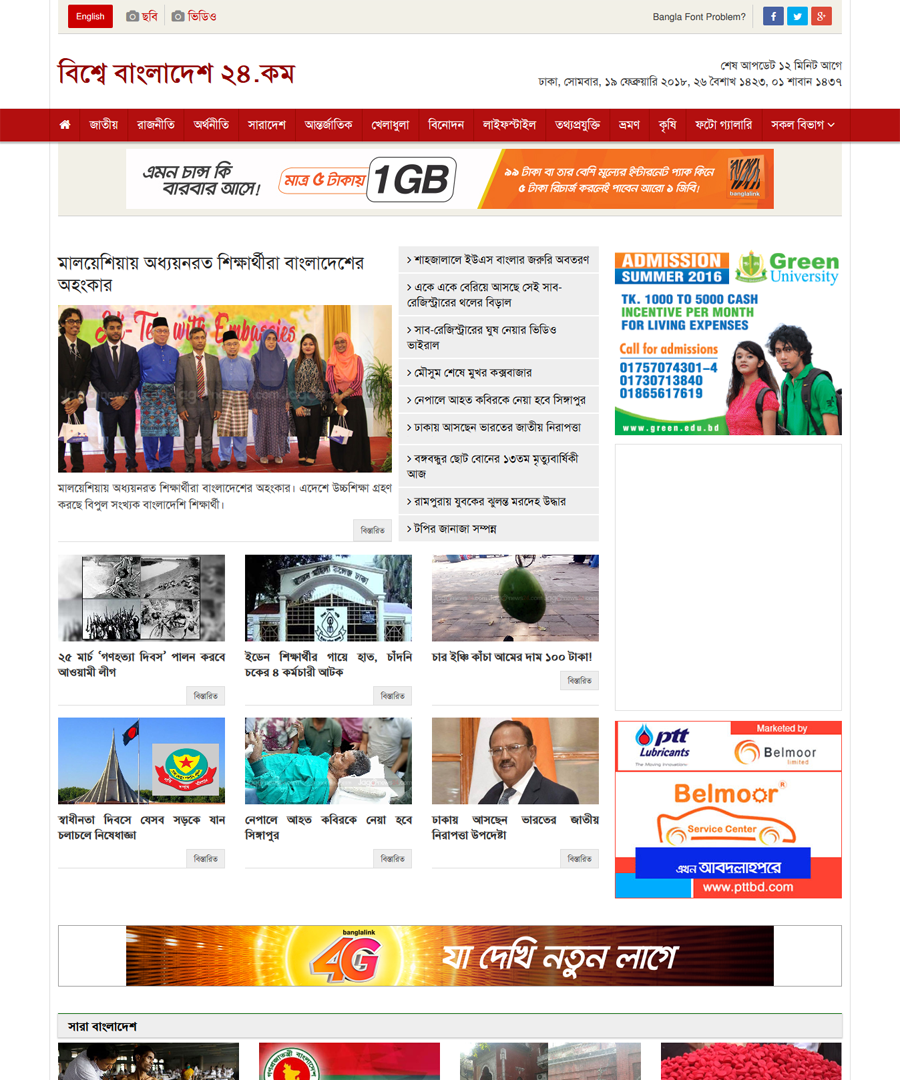 English
ছবি
ভিডিও
Bangla Font Problem?
বিশ্বে বাংলাদেশ ২৪.কম
শেষ আপডেট ১২ মিনিট আগে
ঢাকা, সোমবার, ১৯ ফেব্রুয়ারি ২০১৮, ২৬ বৈশাখ ১৪২৩, ০১ শাবান ১৪৩৭
জাতীয় রাজনীতি অর্থনীতি সারাদেশ আন্তর্জাতিক খেলাধুলা বিনোদন লাইফস্টাইল তথ্যপ্রযুক্তি ভ্রমণ কৃষি ফটো গ্যালারি সকল বিভাগ
এমন চান্স কি
বারবার আসে!
মাত্র ৫ টাকায় 1GB
৯৯ টাকা বা তার বেশি মূল্যের ইন্টারনেট প্যাক কিনে
৫ টাকা রিচার্জ করলেই পাবেন আরো ১ জিবি!
banglalink
মালয়েশিয়ায় অধ্যয়নরত শিক্ষার্থীরা বাংলাদেশের
অহংকার
Hi-Tea with Embassies
মালয়েশিয়ায় অধ্যয়নরত শিক্ষার্থীরা বাংলাদেশের অহংকার। এদেশে উচ্চশিক্ষা গ্রহণ
করছে বিপুল সংখ্যক বাংলাদেশি শিক্ষার্থী।
বিস্তারিত
শাহজালালে ইউএস বাংলার জরুরি অবতরণ
একে একে বেরিয়ে আসছে সেই সাব-
রেজিস্ট্রারের থলের বিড়াল
সাব-রেজিস্ট্রারের ঘুষ নেয়ার ভিডিও
ভাইরাল
মৌসুম শেষে মুখর কক্সবাজার
নেপালে আহত কবিরকে নেয়া হবে সিঙ্গাপুর
ঢাকায় আসছেন ভারতের জাতীয় নিরাপত্তা
বঙ্গবন্ধুর ছোট বোনের ১৩তম মৃত্যুবার্ষিকী
আজ
রামপুরায় যুবকের ঝুলন্ত মরদেহ উদ্ধার
টপির জানাজা সম্পন্ন
ADMISSION
SUMMER 2016
Green
University
TK. 1000 TO 5000 CASH
INCENTIVE PER MONTH
FOR LIVING EXPENSES
Call for admissions
01757074301-4
01730713840
01865617619
www.green.edu.bd
২৫ মার্চ ‘গণহত্যা দিবস’ পালন করবে
আওয়ামী লীগ
বিস্তারিত
ইডেন শিক্ষার্থীর গায়ে হাত, চাঁদনি
চকের ৪ কর্মচারী আটক
বিস্তারিত
চার ইঞ্চি কাঁচা আমের দাম ১০০ টাকা!
বিস্তারিত
স্বাধীনতা দিবসে যেসব সড়কে যান
চলাচলে নিষেধাজ্ঞা
বিস্তারিত
নেপালে আহত কবিরকে নেয়া হবে
সিঙ্গাপুর
বিস্তারিত
ঢাকায় আসছেন ভারতের জাতীয়
নিরাপত্তা উপদেষ্টা
বিস্তারিত
ptt
Lubricants
The Moving Innovations
Marketed by
Belmoor
limited
Belmoor
Service Center
এখন আবদুল্লাহপুরে
www.pttbd.com
banglalink
4G
যা দেখি নতুন লাগে
সারা বাংলাদেশ